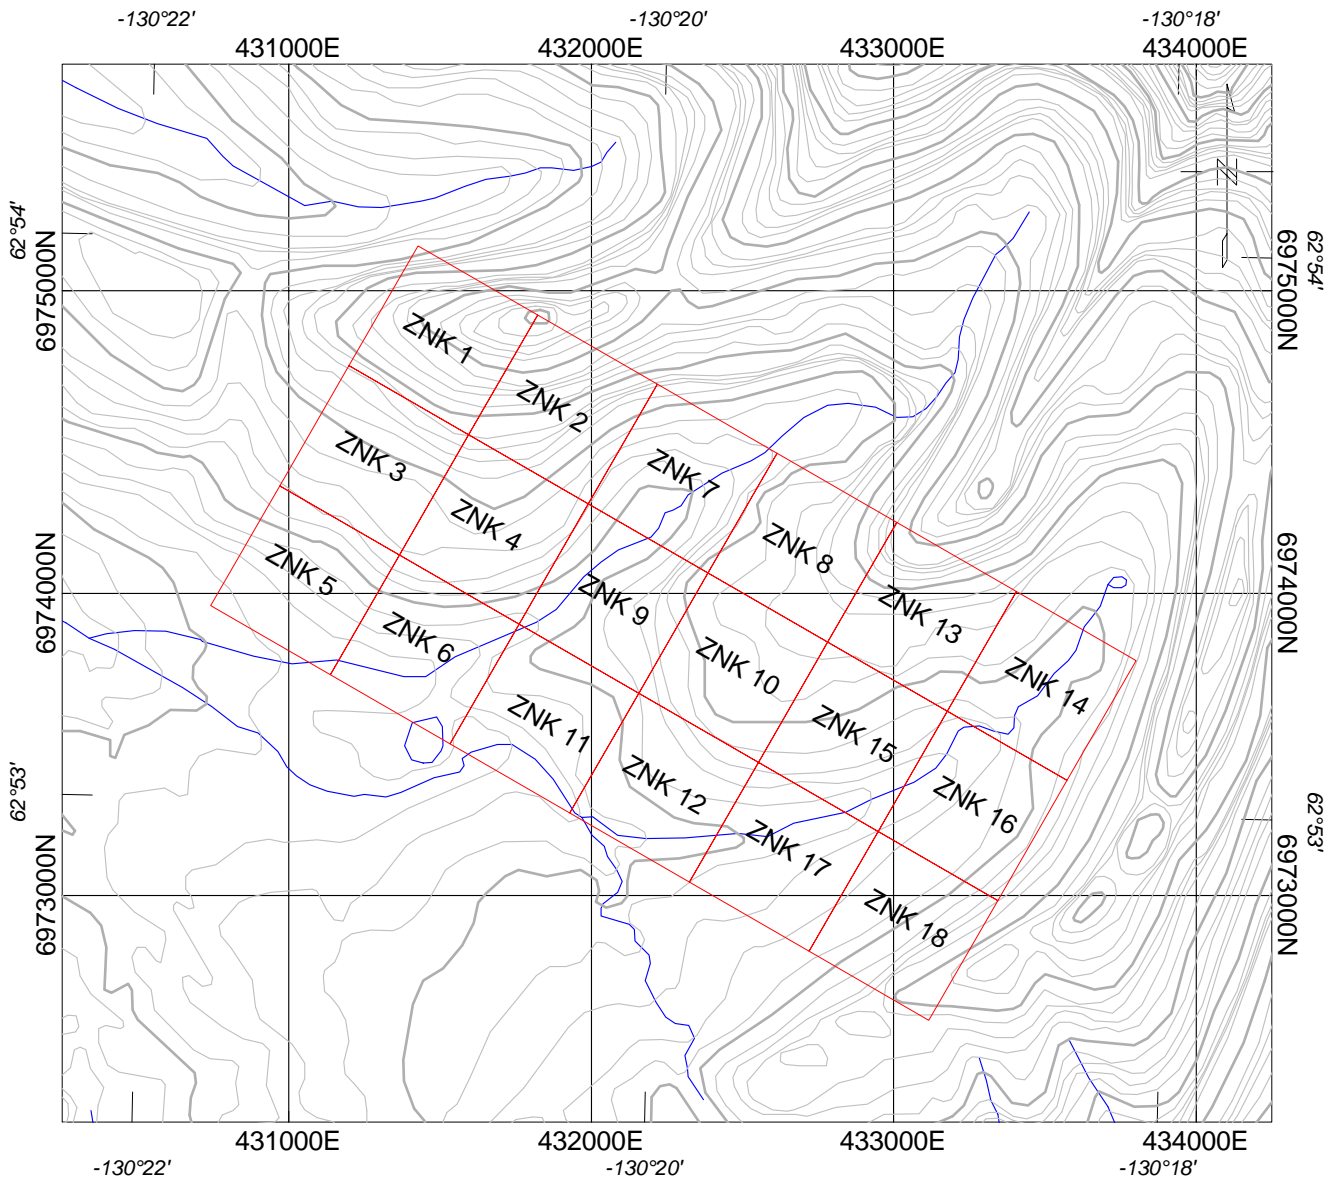 -130°22' -130°20' -130°18'
431000E 432000E 433000E 434000E
62°54' 62°54'
6975000N 6975000N
N
ZNK 1
ZNK 2
ZNK 3
ZNK 7
ZNK 4
ZNK 8
ZNK 5
6974000N 6974000N
ZNK 9
ZNK 13
ZNK 6
ZNK 10
ZNK 14
ZNK 11
ZNK 15
ZNK 12
ZNK 16
62°53' 62°53'
ZNK 17
6973000N 6973000N
ZNK 18
431000E 432000E 433000E 434000E
-130°22' -130°20' -130°18'